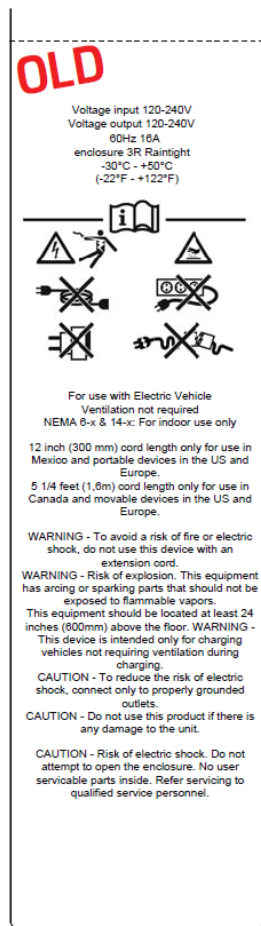 OLD
Voltage input 120-240V
Voltage output 120-240V
60Hz 16A
enclosure 3R Raintight
-30°C - +50°C
(-22°F - +122°F)
i
For use with Electric Vehicle
Ventilation not required
NEMA 6-x & 14-x: For indoor use only
12 inch (300 mm) cord length only for use in
Mexico and portable devices in the US and
Europe.
5 1/4 feet (1,6m) cord length only for use in
Canada and movable devices in the US and
Europe.
WARNING - To avoid a risk of fire or electric
shock, do not use this device with an
extension cord.
WARNING - Risk of explosion. This equipment
has arcing or sparking parts that should not be
exposed to flammable vapors.
This equipment should be located at least 24
inches (600mm) above the floor. WARNING -
This device is intended only for charging
vehicles not requiring ventilation during
charging.
CAUTION - To reduce the risk of electric
shock, connect only to properly grounded
outlets.
CAUTION - Do not use this product if there is
any damage to the unit.
CAUTION - Risk of electric shock. Do not
attempt to open the enclosure. No user
servicable parts inside. Refer servicing to
qualified service personnel.